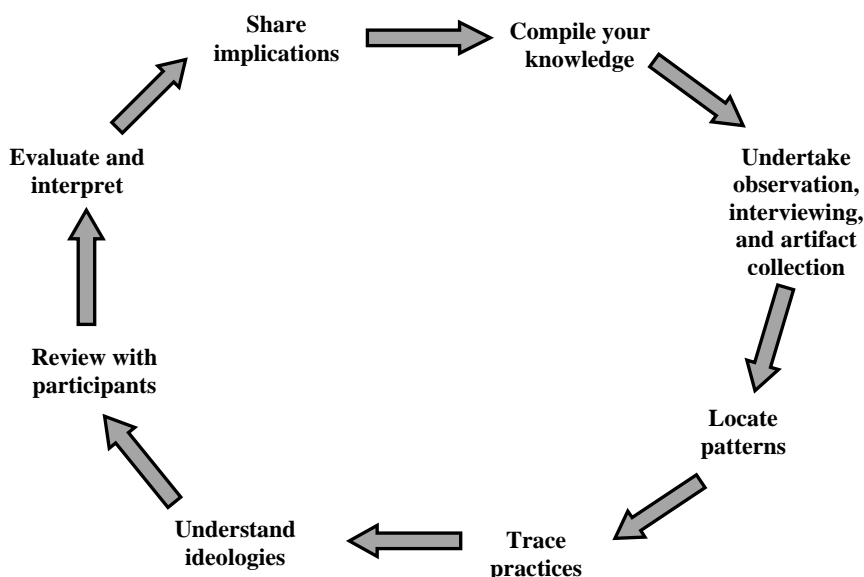 Share
implications
Compile your
knowledge
Undertake
observation,
interviewing,
and artifact
collection
Locate
patterns
Trace
practices
Understand
ideologies
Review with
participants
Evaluate and
interpret